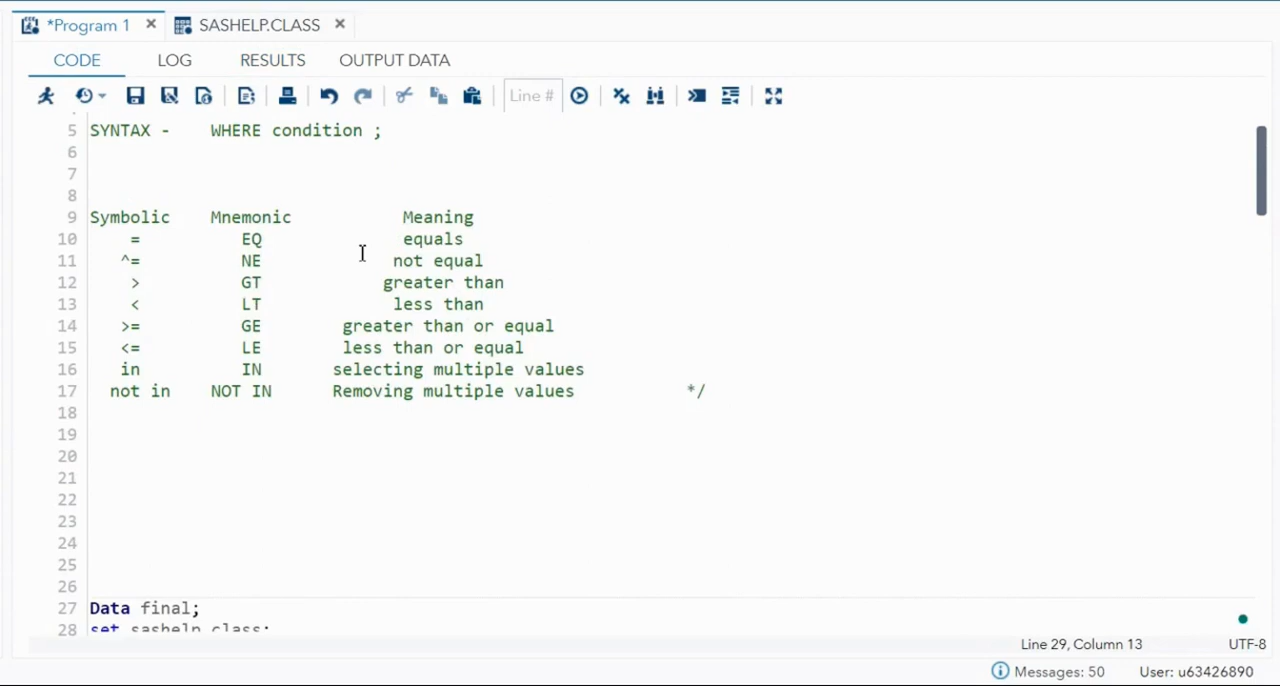 *Program 1 × SASHELP.CLASS ×
CODE LOG RESULTS OUTPUT DATA
Line #
5 SYNTAX - WHERE condition ;
6
7
8
9 Symbolic Mnemonic Meaning
10 = EQ equals
11 ^= NE not equal
12 > GT greater than
13 < LT less than
14 >= GE greater than or equal
15 <= LE less than or equal
16 in IN selecting multiple values
17 not in NOT IN Removing multiple values */
18
19
20
21
22
23
24
25
26
27 Data final;
28 set sashelp.class;
Line 29, Column 13 UTF-8
Messages: 50 User: u63426890